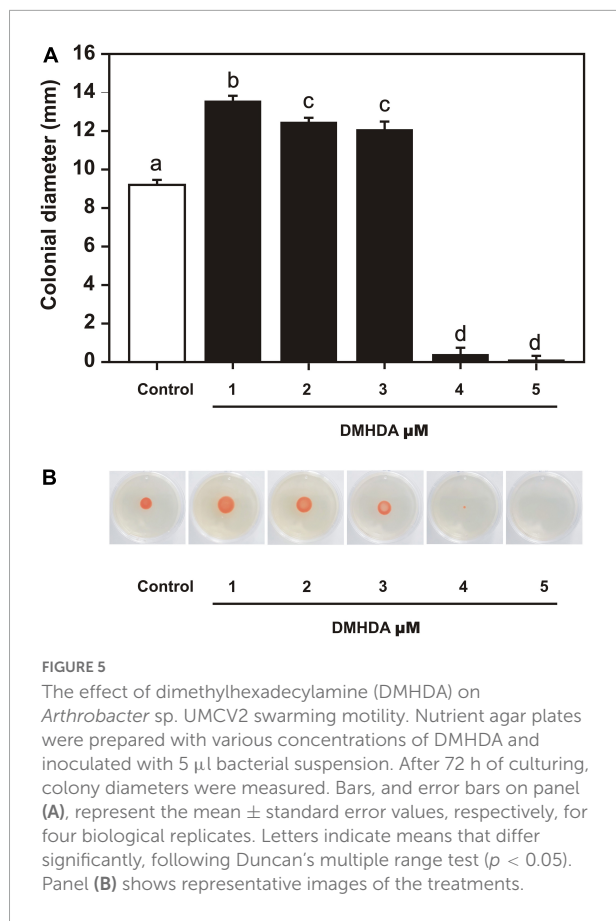 A
16
14
12
10
8
6
4
2
0
Colonial diameter (mm)
a
b
c
c
d
d
Control 1 2 3 4 5
DMHDA µM
B
Control 1 2 3 4 5
DMHDA µM
FIGURE 5
The effect of dimethylhexadecylamine (DMHDA) on
Arthrobacter sp. UMCV2 swarming motility. Nutrient agar plates
were prepared with various concentrations of DMHDA and
inoculated with 5 µl bacterial suspension. After 72 h of culturing,
colony diameters were measured. Bars, and error bars on panel
(A), represent the mean ± standard error values, respectively, for
four biological replicates. Letters indicate means that differ
significantly, following Duncan's multiple range test (p < 0.05).
Panel (B) shows representative images of the treatments.